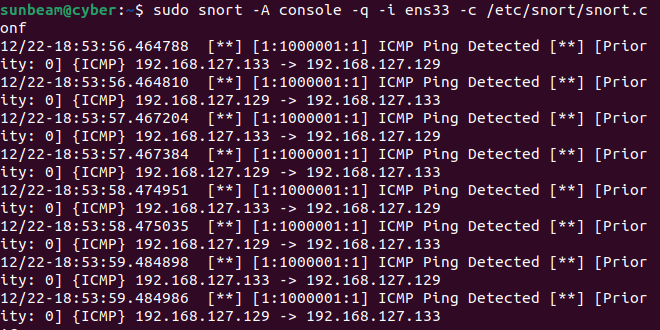 sunbeam@cyber:~$ sudo snort -A console -q -i ens33 -c /etc/snort/snort.c
onf
12/22-18:53:56.464788  [**] [1:1000001:1] ICMP Ping Detected [**] [Prior
ity: 0] {ICMP} 192.168.127.133 -> 192.168.127.129
12/22-18:53:56.464810  [**] [1:1000001:1] ICMP Ping Detected [**] [Prior
ity: 0] {ICMP} 192.168.127.129 -> 192.168.127.133
12/22-18:53:57.467204  [**] [1:1000001:1] ICMP Ping Detected [**] [Prior
ity: 0] {ICMP} 192.168.127.133 -> 192.168.127.129
12/22-18:53:57.467384  [**] [1:1000001:1] ICMP Ping Detected [**] [Prior
ity: 0] {ICMP} 192.168.127.129 -> 192.168.127.133
12/22-18:53:58.474951  [**] [1:1000001:1] ICMP Ping Detected [**] [Prior
ity: 0] {ICMP} 192.168.127.133 -> 192.168.127.129
12/22-18:53:58.475035  [**] [1:1000001:1] ICMP Ping Detected [**] [Prior
ity: 0] {ICMP} 192.168.127.129 -> 192.168.127.133
12/22-18:53:59.484898  [**] [1:1000001:1] ICMP Ping Detected [**] [Prior
ity: 0] {ICMP} 192.168.127.133 -> 192.168.127.129
12/22-18:53:59.484986  [**] [1:1000001:1] ICMP Ping Detected [**] [Prior
ity: 0] {ICMP} 192.168.127.129 -> 192.168.127.133